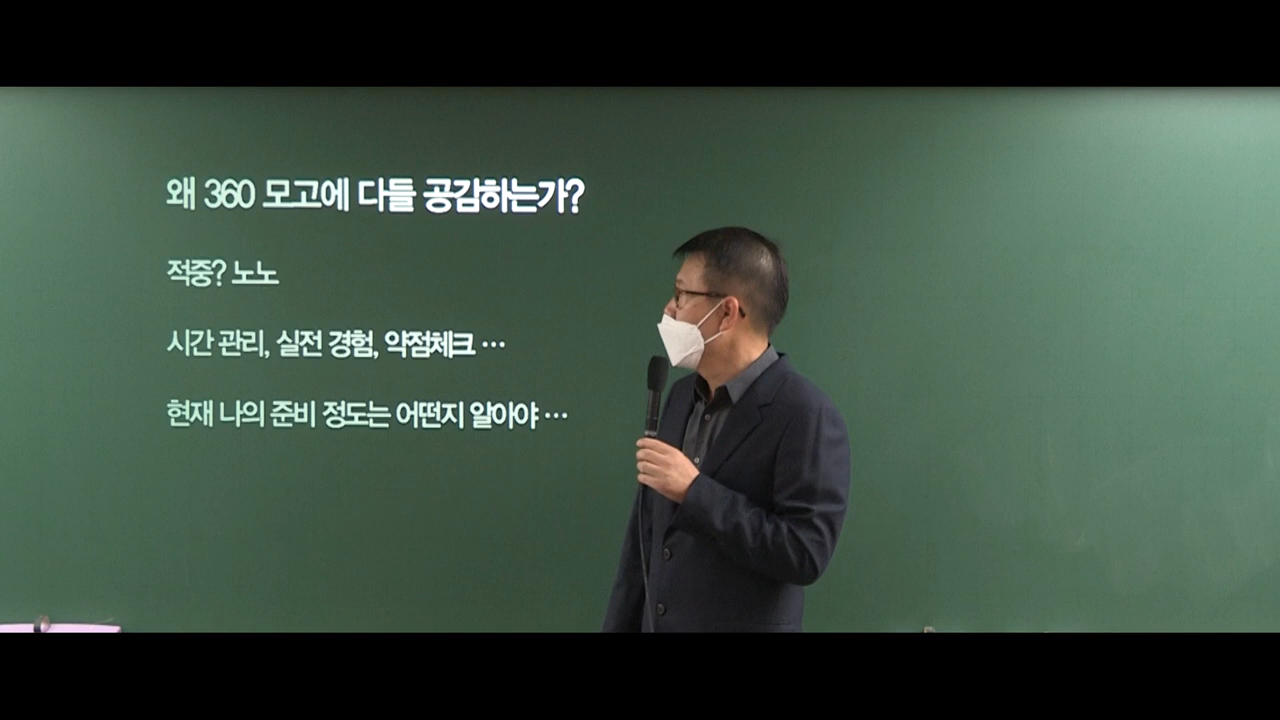 왜 360 모고에 다들 공감하는가?
적중? 노노
시간 관리, 실전 경험, 약점체크 …
현재 나의 준비 정도는 어떤지 알아야 …